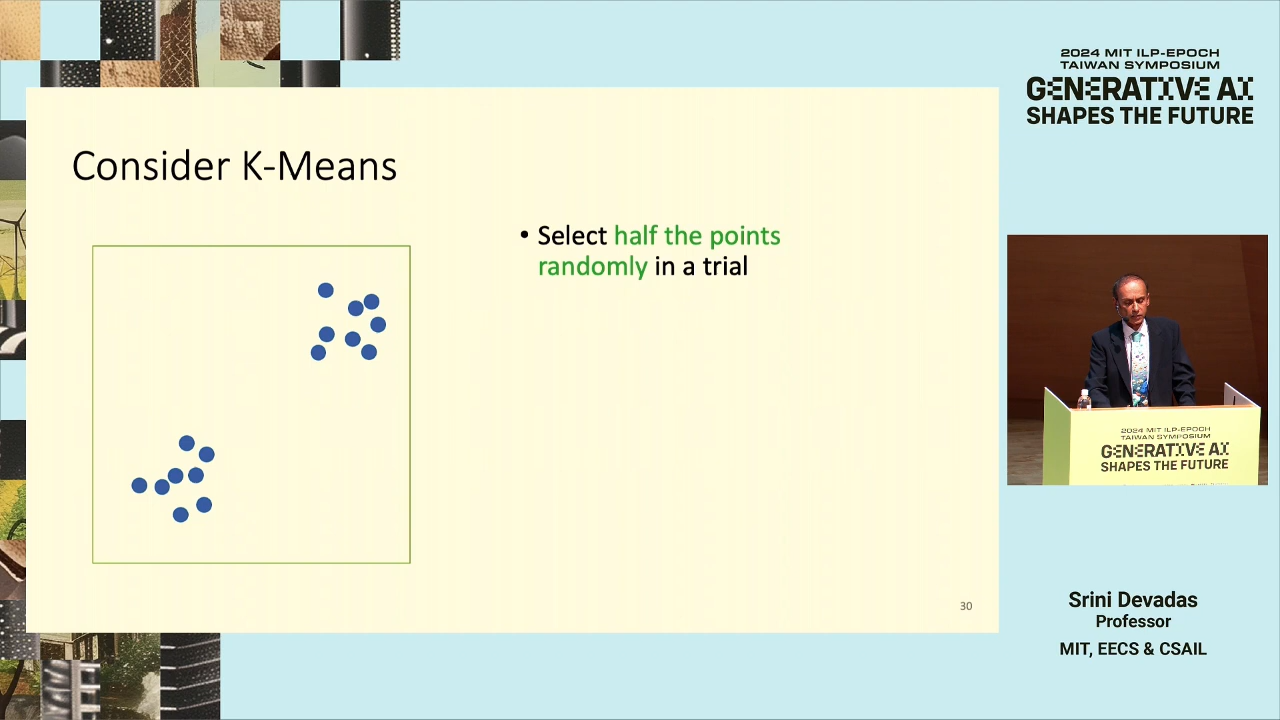 2024 MIT ILP-EPOCH
TAIWAN SYMPOSIUM
GENERATIVE AI
SHAPES THE FUTURE
Consider K-Means
• Select half the points
randomly in a trial
30
2024 MIT ILP-EPOCH
TAIWAN SYMPOSIUM
GENERATIVE AI
SHAPES THE FUTURE
Srini Devadas
Professor
MIT, EECS & CSAIL